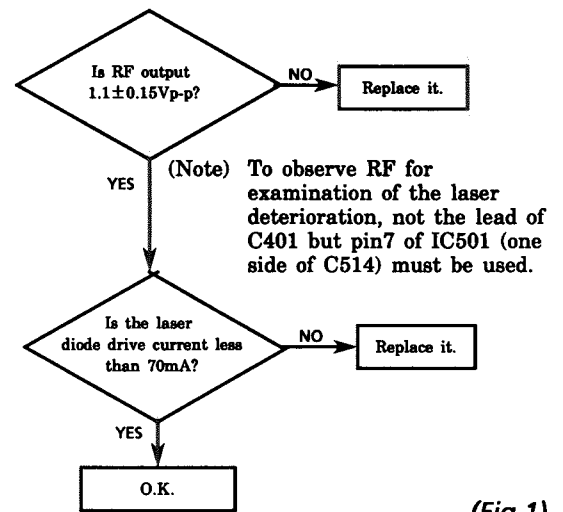 Is RF output
1.1±0.15Vp-p?
NO
Replace it.
YES
(Note) To observe RF for
examination of the laser
deterioration, not the lead of
C401 but pin7 of IC501 (one
side of C514) must be used.
Is the laser
diode drive current less
than 70mA?
NO
Replace it.
YES
O.K.
(Fig.1)